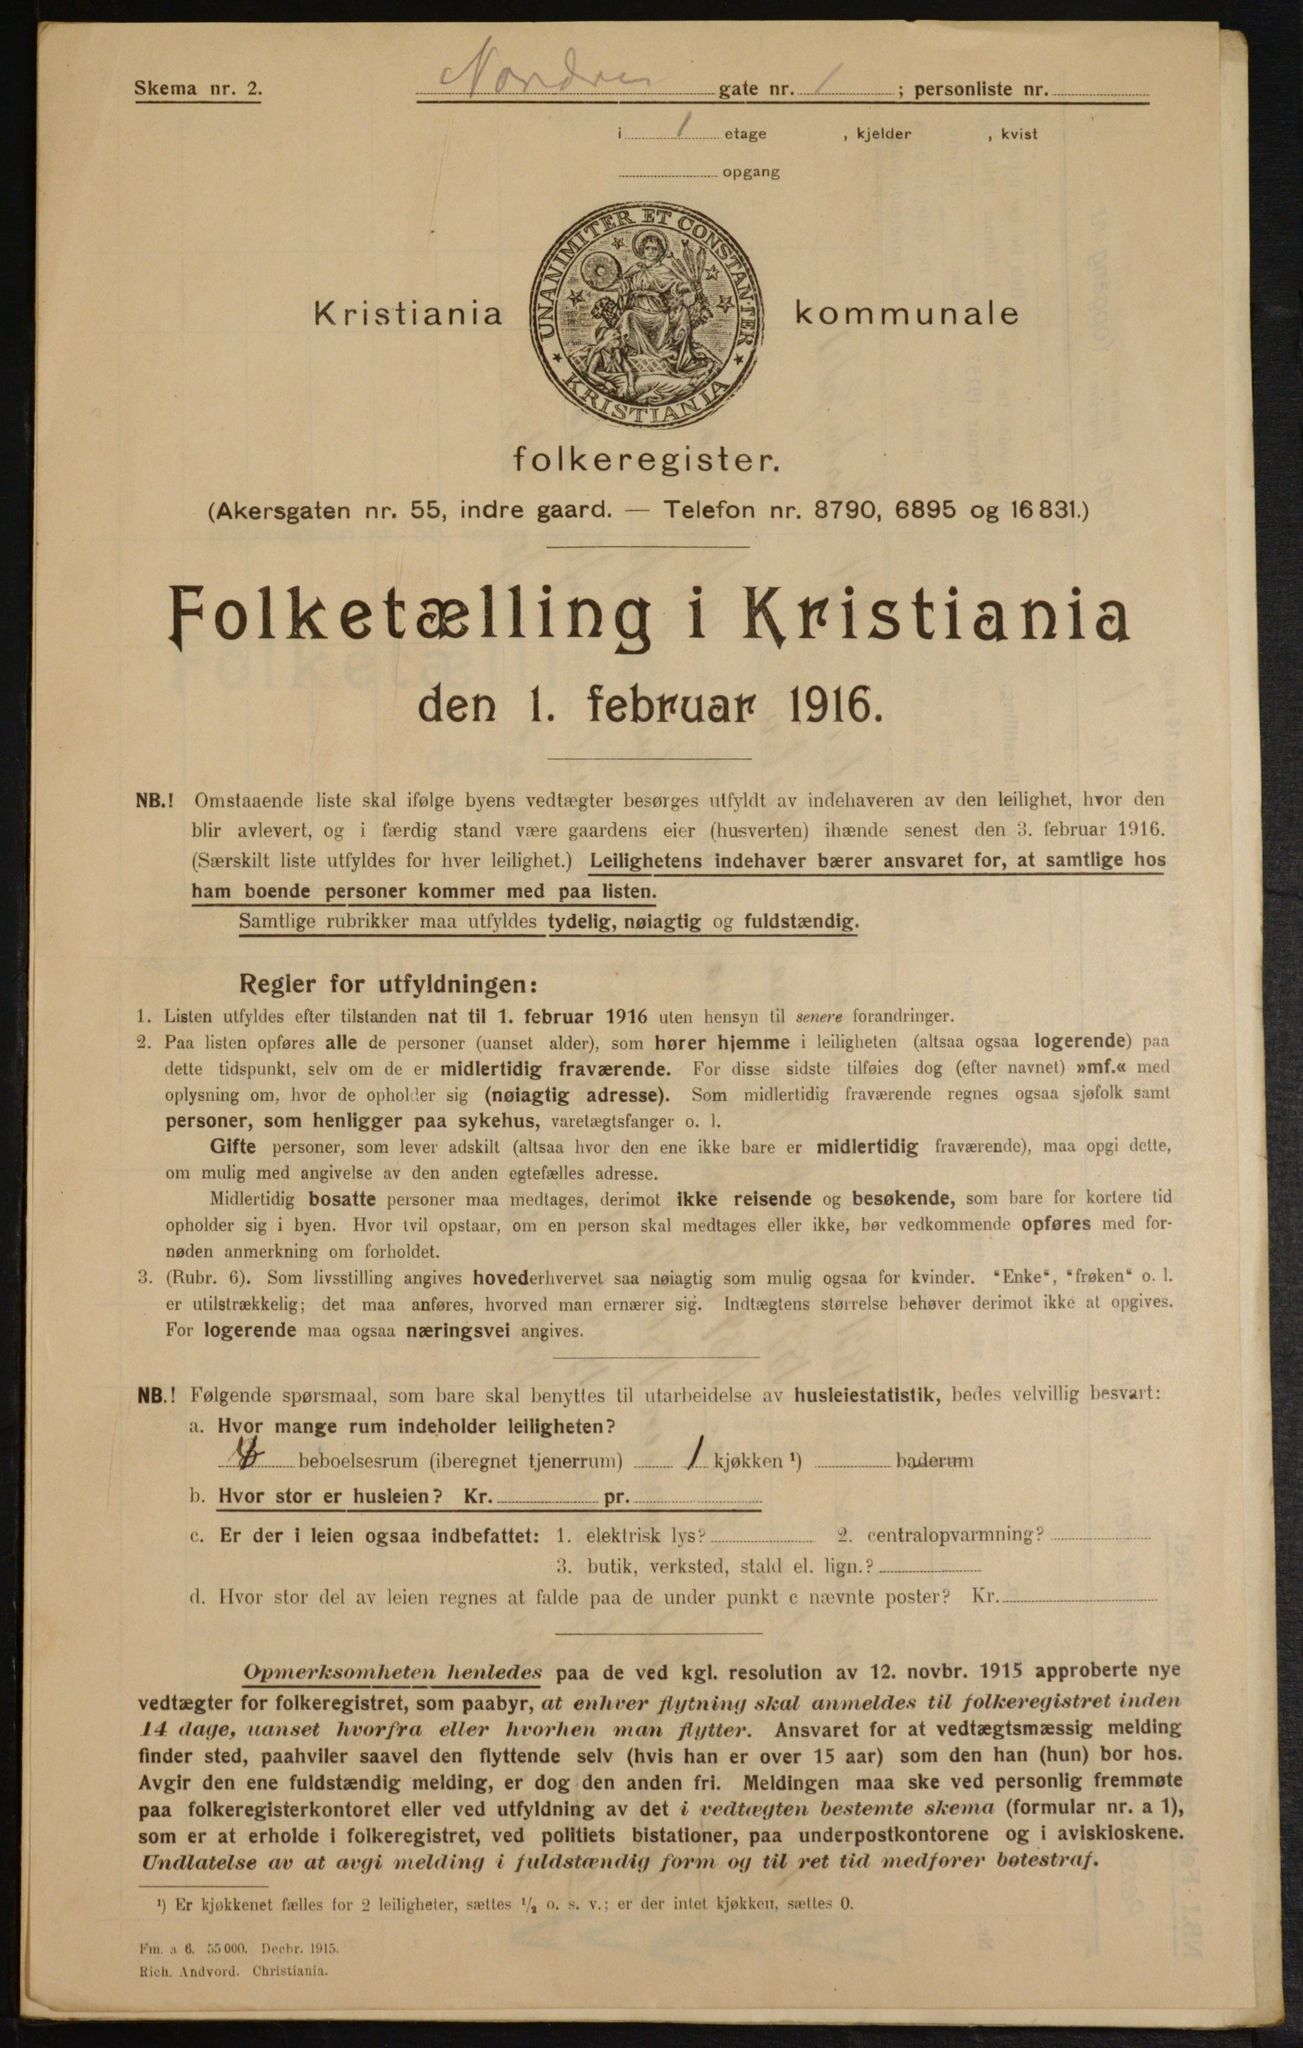 Skema nr. 2.
Nordre gate nr. 1 ; personliste nr.
i 1 etage , kjelder , kvist
opgang
UNANIMITER ET CONSTANTER
KRISTIANIA
Kristiania kommunale
folkeregister.
(Akersgaten nr. 55, indre gaard. — Telefon nr. 8790, 6895 og 16 831.)
Folketælling i Kristiania
den 1. februar 1916.
NB.! Omstaaende liste skal ifølge byens vedtægter besørges utfyldt av indehaveren av den leilighet, hvor den
blir avlevert, og i færdig stand være gaardens eier (husverten) ihænde senest den 3. februar 1916.
(Særskilt liste utfyldes for hver leilighet.) Leilighetens indehaver bærer ansvaret for, at samtlige hos
ham boende personer kommer med paa listen.
Samtlige rubrikker maa utfyldes tydelig, nøiagtig og fuldstændig.
Regler for utfyldningen:
1. Listen utfyldes efter tilstanden nat til 1. februar 1916 uten hensyn til senere forandringer.
2. Paa listen opføres alle de personer (uanset alder), som hører hjemme i leiligheten (altsaa ogsaa logerende) paa
dette tidspunkt, selv om de er midlertidig fraværende. For disse sidste tilføies dog (efter navnet) »mf.« med
oplysning om, hvor de opholder sig (nøiagtig adresse). Som midlertidig fraværende regnes ogsaa sjøfolk samt
personer, som henligger paa sykehus, varetægtsfanger o. l.
Gifte personer, som lever adskilt (altsaa hvor den ene ikke bare er midlertidig fraværende), maa opgi dette,
om mulig med angivelse av den anden egtefælles adresse.
Midlertidig bosatte personer maa medtages, derimot ikke reisende og besøkende, som bare for kortere tid
opholder sig i byen. Hvor tvil opstaar, om en person skal medtages eller ikke, bør vedkommende opføres med for-
nøden anmerkning om forholdet.
3. (Rubr. 6). Som livsstilling angives hovederhvervet saa nøiagtig som mulig ogsaa for kvinder. "Enke", "frøken" o. l.
er utilstrækkelig; det maa anføres, hvorved man ernærer sig. Indtægtens størrelse behøver derimot ikke at opgives.
For logerende maa ogsaa næringsvei angives.
NB.! Følgende spørsmaal, som bare skal benyttes til utarbeidelse av husleiestatistik, bedes velvillig besvart:
a. Hvor mange rum indeholder leiligheten?
beboelsesrum (iberegnet tjenerrum) 1 kjøkken ¹) baderum
b. Hvor stor er husleien? Kr. pr.
c. Er der i leien ogsaa indbefattet: 1. elektrisk lys? 2. centralopvarmning?
3. butik, verksted, stald el. lign.?
d. Hvor stor del av leien regnes at falde paa de under punkt c nævnte poster? Kr.
Opmerksomheten henledes paa de ved kgl. resolution av 12. novbr. 1915 approberte nye
vedtægter for folkeregistret, som paabyr, at enhver flytning skal anmeldes til folkeregistret inden
14 dage, uanset hvorfra eller hvorhen man flytter. Ansvaret for at vedtægtsmæssig melding
finder sted, paahviler saavel den flyttende selv (hvis han er over 15 aar) som den han (hun) bor hos.
Avgir den ene fuldstændig melding, er dog den anden fri. Meldingen maa ske ved personlig fremmøte
paa folkeregisterkontoret eller ved utfyldning av det i vedtægten bestemte skema (formular nr. a 1),
som er at erholde i folkeregistret, ved politiets bistationer, paa underpostkontorene og i aviskioskene.
Undlatelse av at avgi melding i fuldstændig form og til ret tid medfører bøtestraf.
¹) Er kjøkkenet fælles for 2 leiligheter, sættes ¹/₂ o. s. v.; er der intet kjøkken, sættes 0.
Fm. a 6. 55 000. Decbr. 1915.
Rich. Andvord. Christiania.